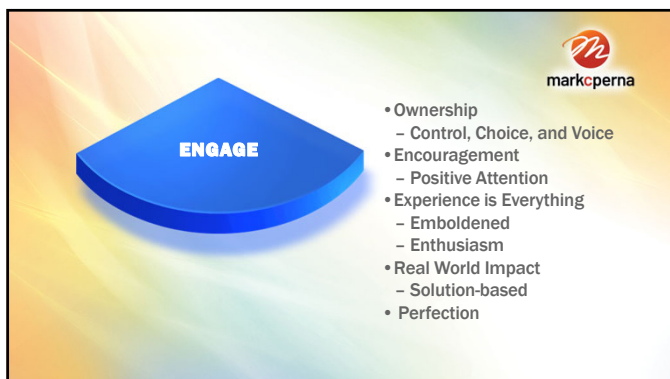 markcperna
ENGAGE
•Ownership
– Control, Choice, and Voice
•Encouragement
– Positive Attention
•Experience is Everything
– Emboldened
– Enthusiasm
•Real World Impact
– Solution-based
• Perfection